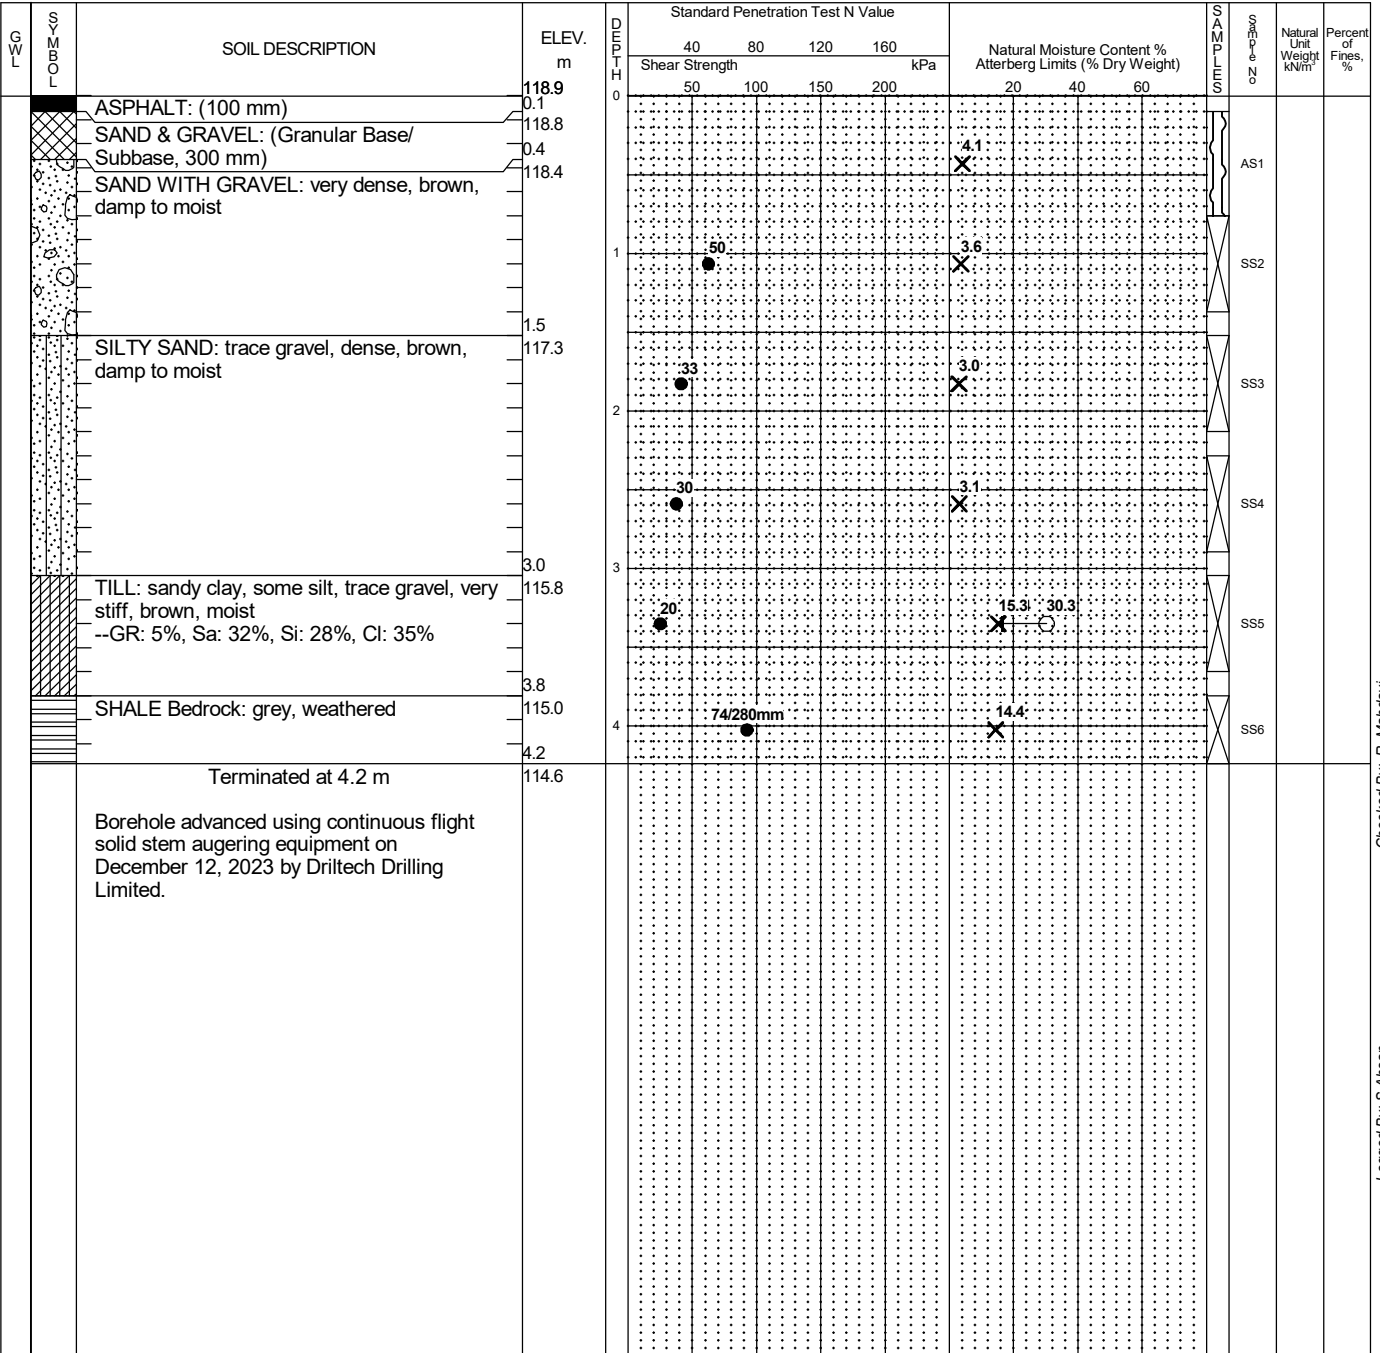 GWL
SYMBOL
SOIL DESCRIPTION
ELEV.
m
118.9
DEPTH
Standard Penetration Test N Value
40 80 120 160
Shear Strength kPa
50 100 150 200
Natural Moisture Content %
Atterberg Limits (% Dry Weight)
20 40 60
SAMPLES
Sample No
Natural
Unit
Weight
kN/m³
Percent
of
Fines,
%
0
ASPHALT: (100 mm)
0.1
118.8
SAND & GRAVEL: (Granular Base/
Subbase, 300 mm)
0.4
118.4
4.1
AS1
SAND WITH GRAVEL: very dense, brown,
damp to moist
1
50
3.6
SS2
1.5
117.3
SILTY SAND: trace gravel, dense, brown,
damp to moist
33
3.0
SS3
2
30
3.1
SS4
3.0
3
115.8
TILL: sandy clay, some silt, trace gravel, very
stiff, brown, moist
--GR: 5%, Sa: 32%, Si: 28%, Cl: 35%
20
15.3 30.3
SS5
3.8
115.0
SHALE Bedrock: grey, weathered
74/280mm
14.4
4
SS6
4.2
114.6
Terminated at 4.2 m
Borehole advanced using continuous flight
solid stem augering equipment on
December 12, 2023 by Driltech Drilling
Limited.